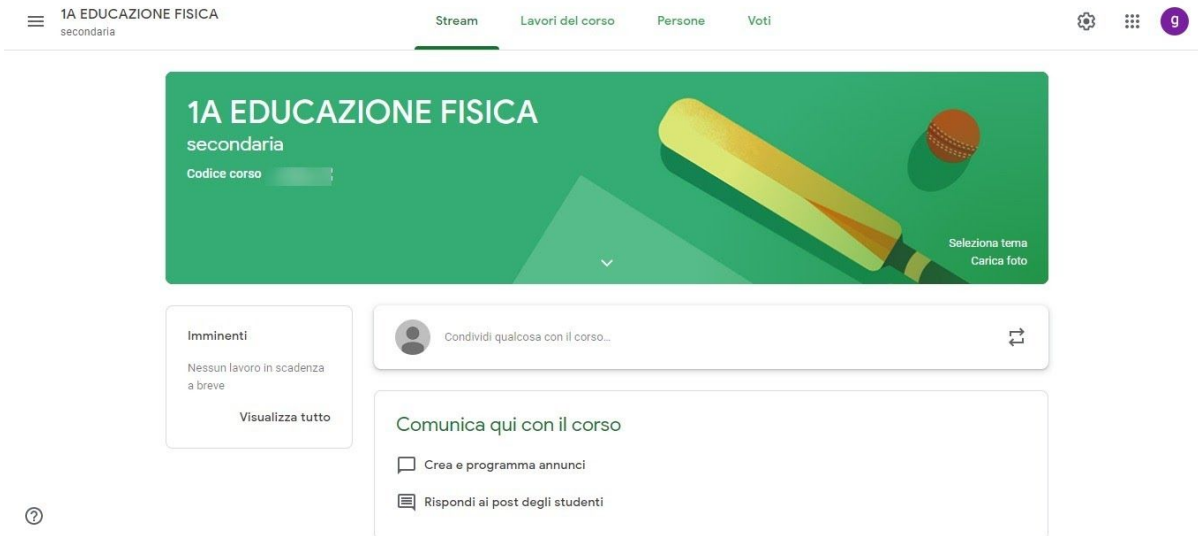 1A EDUCAZIONE FISICA
secondaria
Stream Lavori del corso Persone Voti
g
1A EDUCAZIONE FISICA
secondaria
Codice corso
Seleziona tema
Carica foto
Imminenti
Nessun lavoro in scadenza
a breve
Visualizza tutto
Condividi qualcosa con il corso...
Comunica qui con il corso
Crea e programma annunci
Rispondi ai post degli studenti